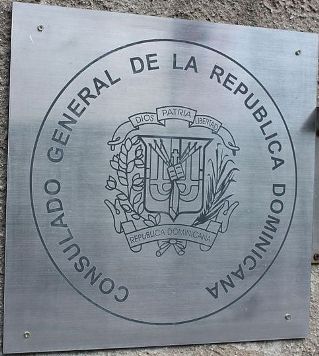 CONSULADO GENERAL DE LA REPUBLICA DOMINICANA
DIOS PATRIA LIBERTAD
REPUBLICA DOMINICANA